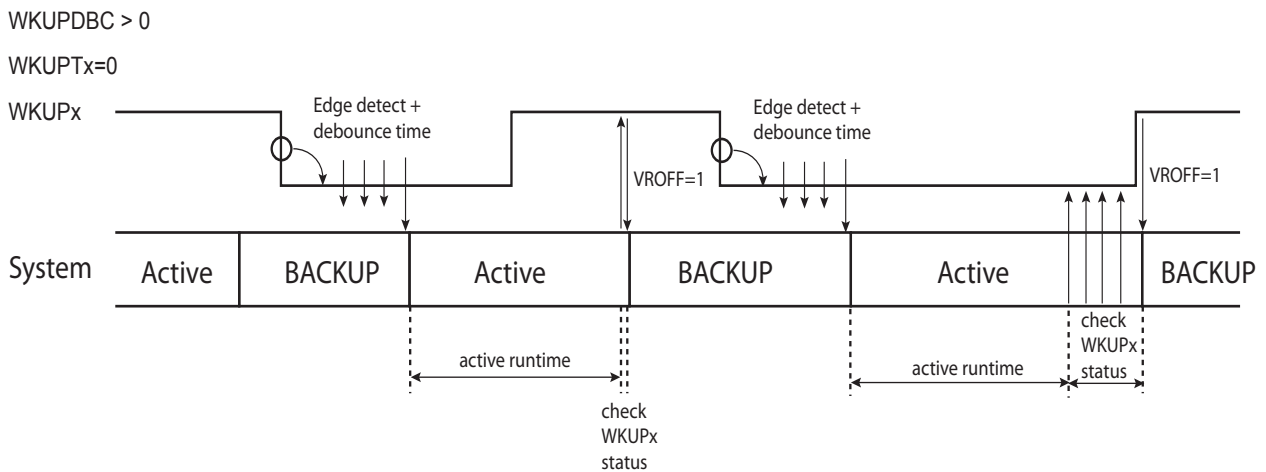 WKUPDBC > 0
WKUPTx=0
WKUPx
Edge detect +
debounce time
VROFF=1
Edge detect +
debounce time
VROFF=1
System
Active
BACKUP
Active
BACKUP
Active
BACKUP
active runtime
check
WKUPx
status
active runtime
check
WKUPx
status